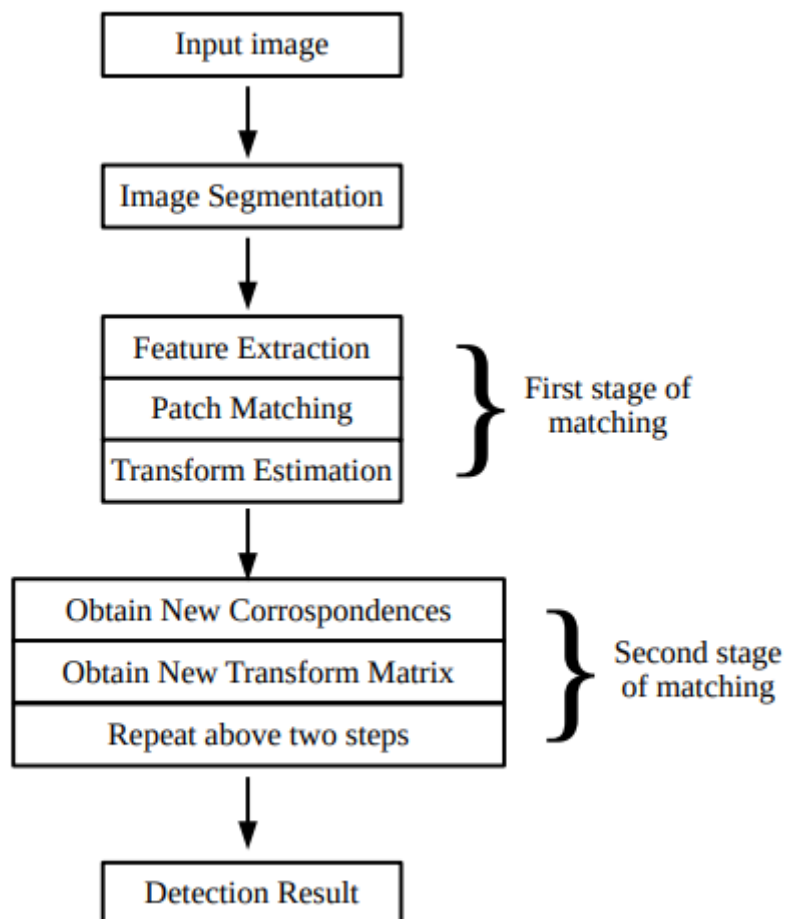 Input image
Image Segmentation
Feature Extraction
Patch Matching
Transform Estimation
First stage of
matching
Obtain New Corrospondences
Obtain New Transform Matrix
Repeat above two steps
Second stage
of matching
Detection Result